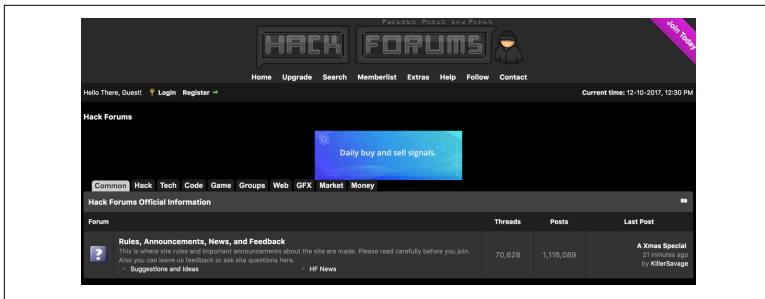 Packets, Posts, and Pwnes
HACK FORUMS
Join Today
Home Upgrade Search Memberlist Extras Help Follow Contact
Hello There, Guest! Login Register
Current time: 12-10-2017, 12:30 PM
Hack Forums
Daily buy and sell signals.
Common Hack Tech Code Game Groups Web GFX Market Money
Hack Forums Official Information
Forum Threads Posts Last Post
Rules, Announcements, News, and Feedback
This is where site rules and important announcements about the site are made. Please read carefully before you join.
Also you can leave us feedback or ask site questions here.
Suggestions and Ideas HF News
70,628 1,116,089
A Xmas Special
21 minutes ago
by KillerSavage